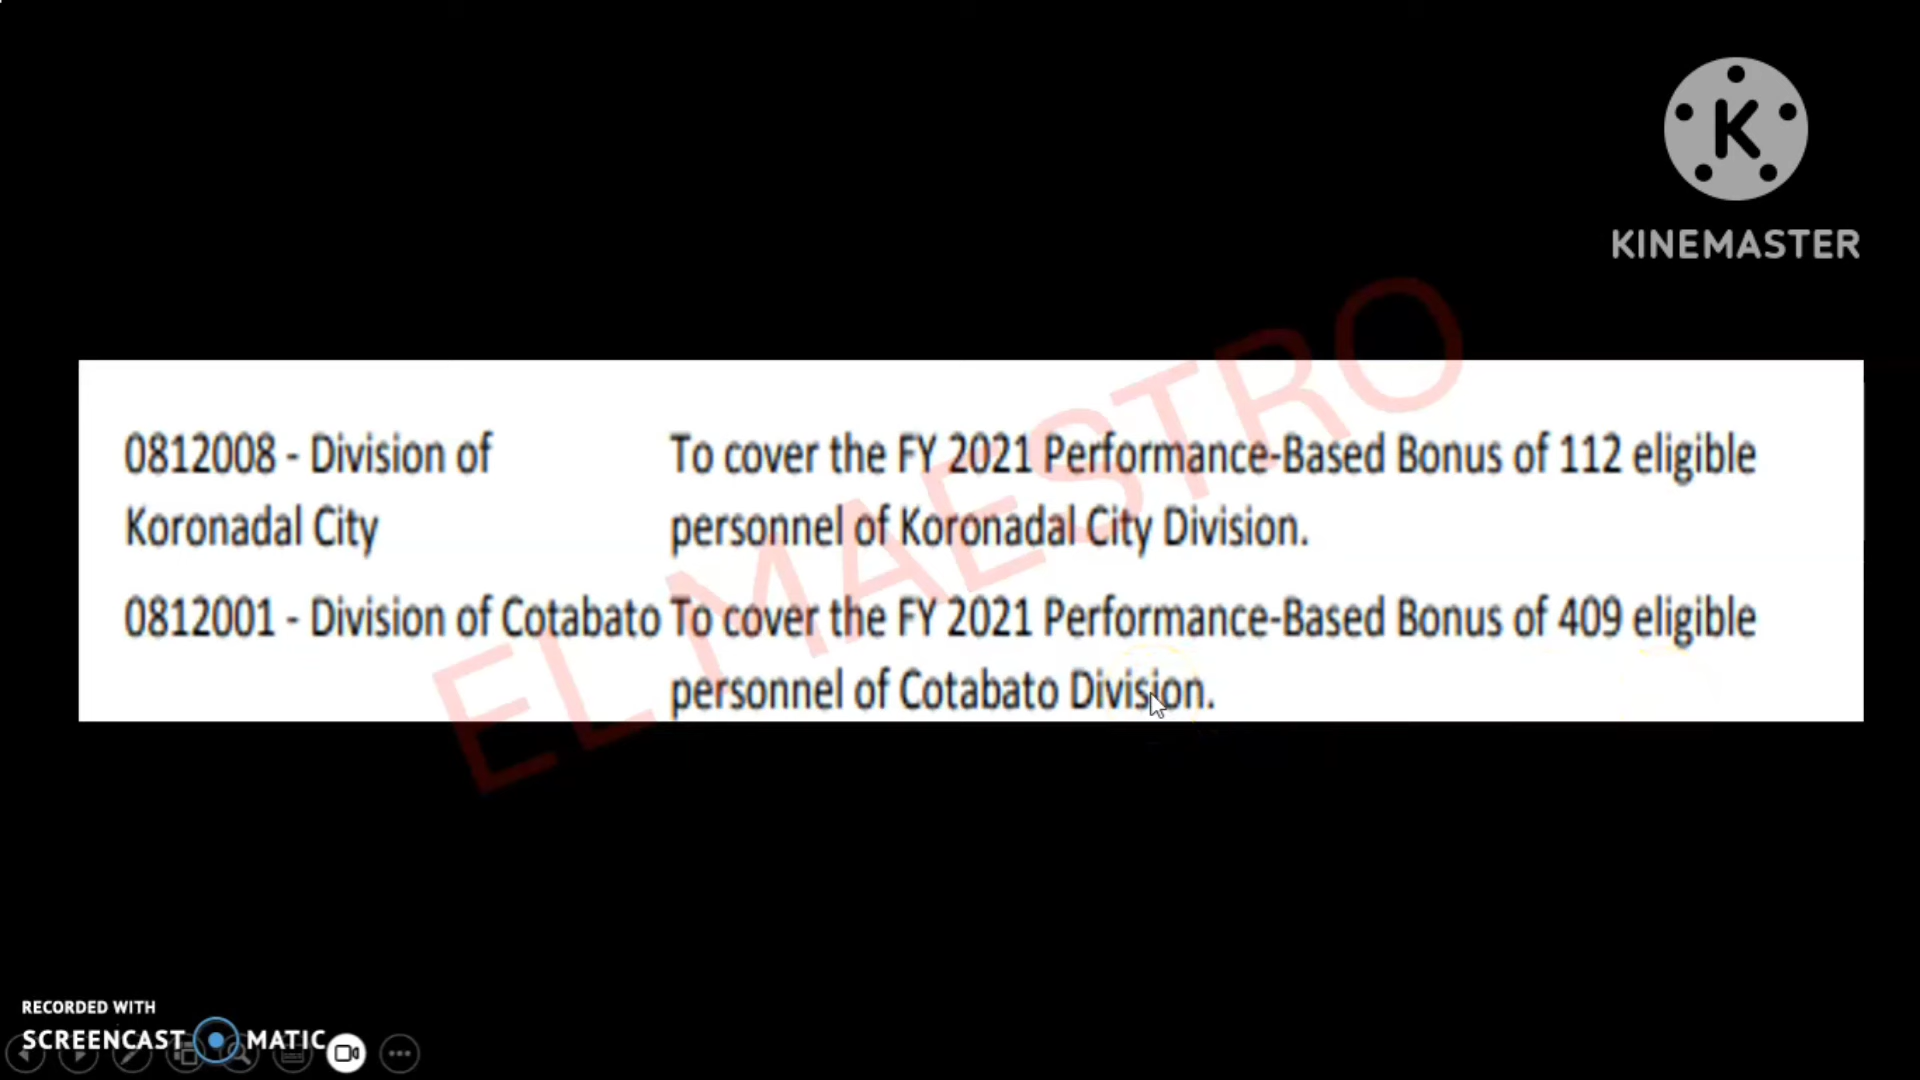 K
KINEMASTER
EL MAESTRO
0812008 - Division of To cover the FY 2021 Performance-Based Bonus of 112 eligible
Koronadal City personnel of Koronadal City Division.
0812001 - Division of Cotabato To cover the FY 2021 Performance-Based Bonus of 409 eligible
personnel of Cotabato Division.
RECORDED WITH
SCREENCAST MATIC